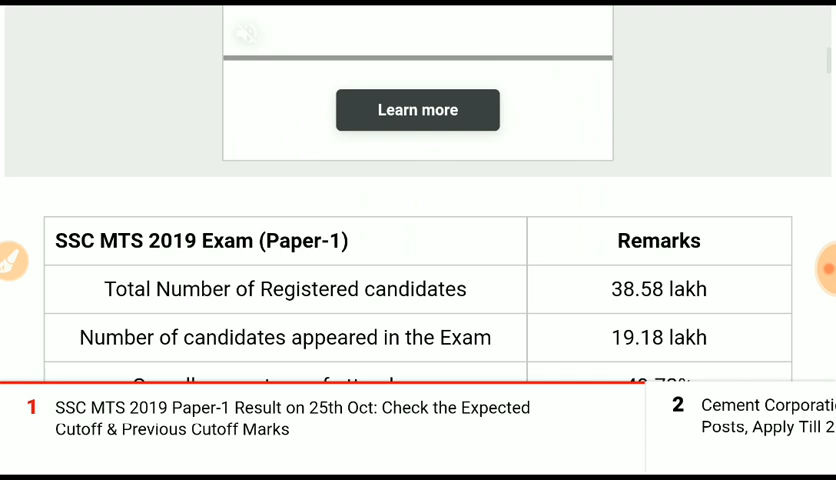 Learn more
SSC MTS 2019 Exam (Paper-1) Remarks
Total Number of Registered candidates 38.58 lakh
Number of candidates appeared in the Exam 19.18 lakh
1 SSC MTS 2019 Paper-1 Result on 25th Oct: Check the Expected
Cutoff & Previous Cutoff Marks
2 Cement
Posts, Apply Till 2